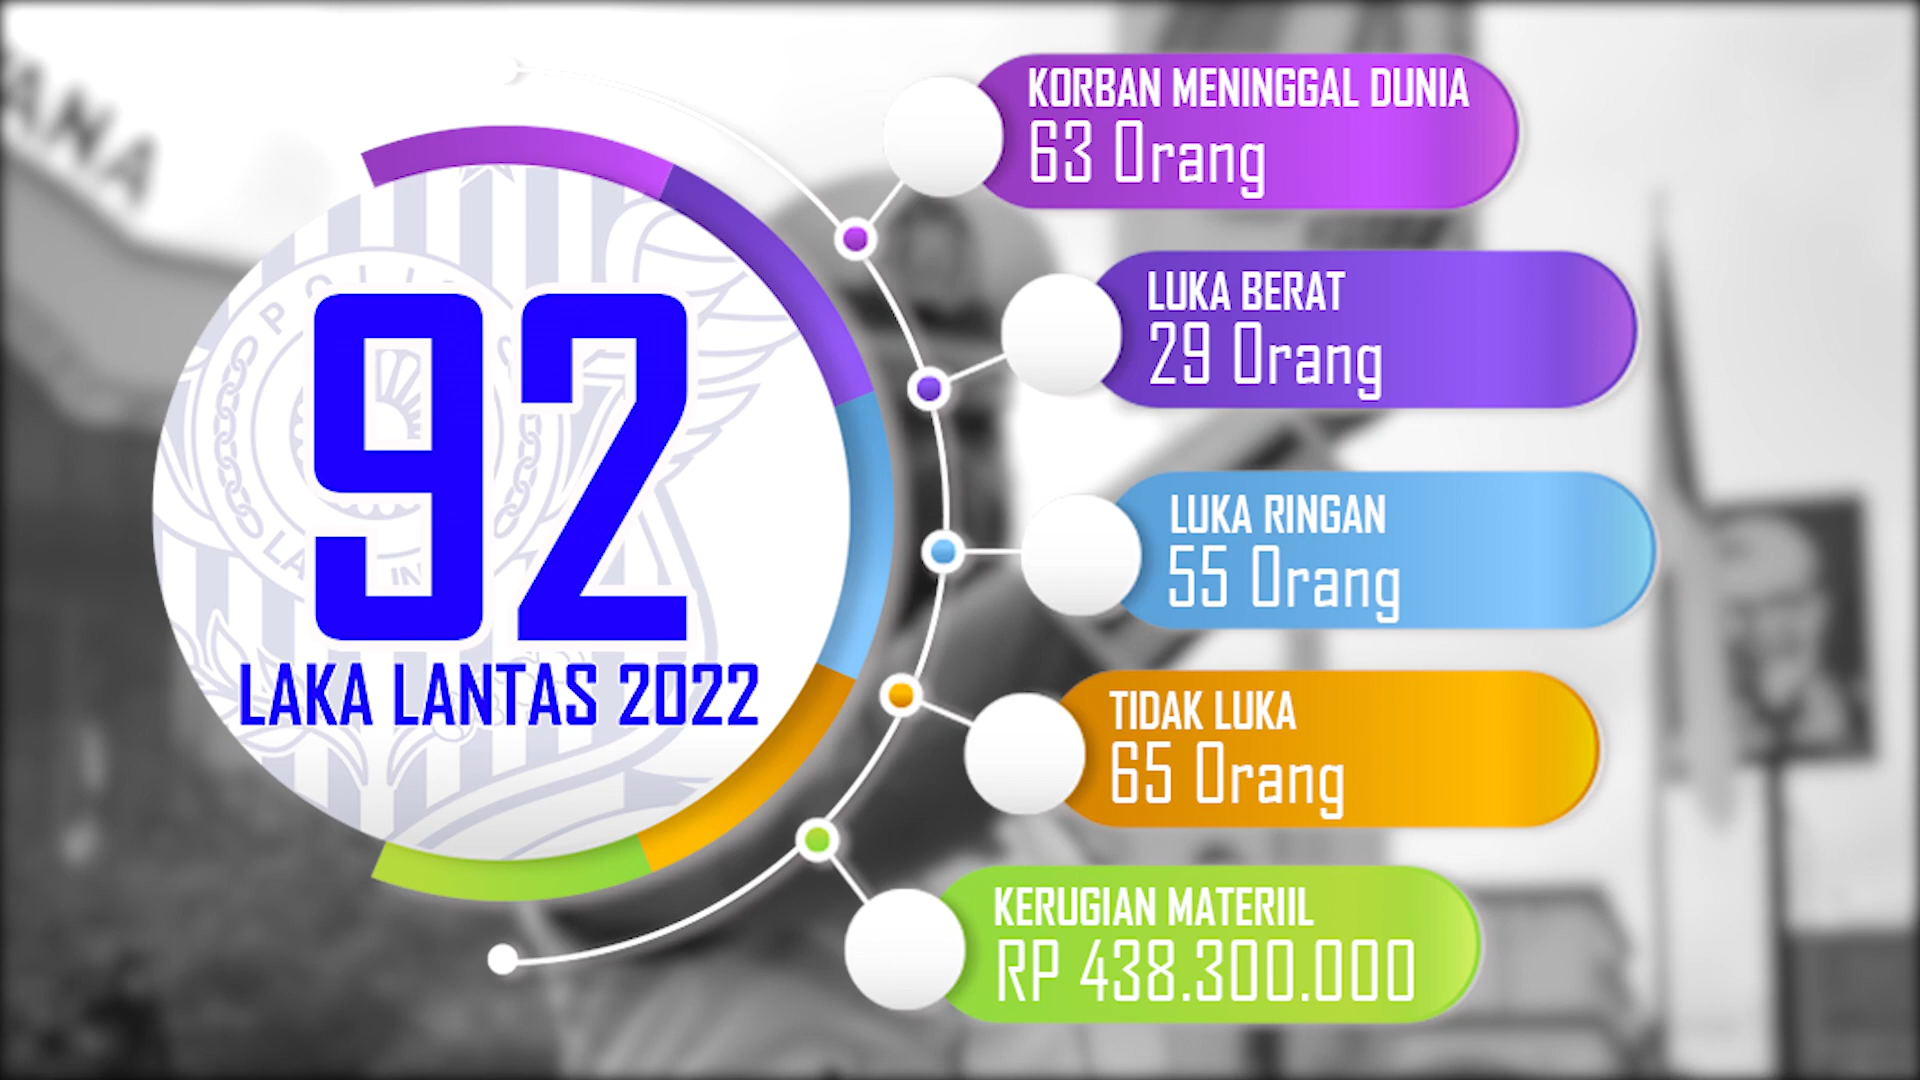 ANA
92
LAKA LANTAS 2022
KORBAN MENINGGAL DUNIA
63 Orang
LUKA BERAT
29 Orang
LUKA RINGAN
55 Orang
TIDAK LUKA
65 Orang
KERUGIAN MATERIIL
RP 438.300.000